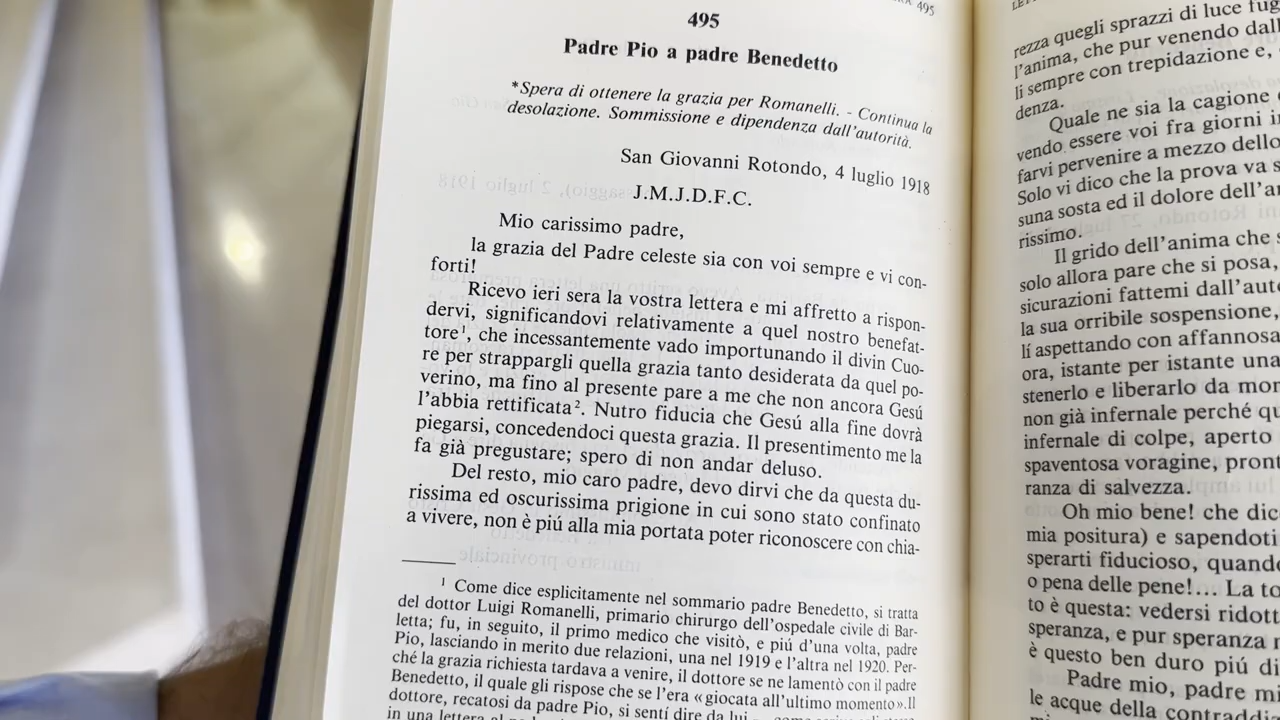 495
495
Padre Pio a padre Benedetto
*Spera di ottenere la grazia per Romanelli. - Continua la
desolazione. Sommissione e dipendenza dall'autorità.
San Giovanni Rotondo, 4 luglio 1918
J.M.J.D.F.C.
Mio carissimo padre,
la grazia del Padre celeste sia con voi sempre e vi con-
forti!
Ricevo ieri sera la vostra lettera e mi affretto a rispon-
dervi, significandovi relativamente a quel nostro benefat-
tore¹, che incessantemente vado importunando il divin Cuo-
re per strappargli quella grazia tanto desiderata da quel po-
verino, ma fino al presente pare a me che non ancora Gesú
l'abbia rettificata². Nutro fiducia che Gesú alla fine dovrà
piegarsi, concedendoci questa grazia. Il presentimento me la
fa già pregustare; spero di non andar deluso.
Del resto, mio caro padre, devo dirvi che da questa du-
rissima ed oscurissima prigione in cui sono stato confinato
a vivere, non è piú alla mia portata poter riconoscere con chia-
¹ Come dice esplicitamente nel sommario padre Benedetto, si tratta
del dottor Luigi Romanelli, primario chirurgo dell'ospedale civile di Bar-
letta; fu, in seguito, il primo medico che visitò, e piú d'una volta, padre
Pio, lasciando in merito due relazioni, una nel 1919 e l'altra nel 1920. Per-
ché la grazia richiesta tardava a venire, il dottore se ne lamentò con il padre
Benedetto, il quale gli rispose che se l'era «giocata all'ultimo momento». Il
dottore, recatosi da padre Pio, si sentí dire da lui
in una lettera al
rezza quegli sprazzi di luce
l'anima, che pur venendo
li sempre con trepidazione e,
denza.
Quale ne sia la cagione
vendo essere voi fra giorni
farvi pervenire a mezzo dello
Solo vi dico che la prova va
suna sosta ed il dolore
rissimo.
Il grido dell'anima che
solo allora pare che si posa,
sicurazioni fattemi
la sua orribile sospensione,
lí aspettando con
ora, istante per istante una
stenerlo e liberarlo da
non già infernale perché
infernale di colpe, aperto
spaventosa voragine,
ranza di salvezza.
Oh mio bene! che
mia positura) e sapendoti
sperarti fiducioso,
o pena delle pene!... La
to è questa: vedersi
speranza, e pur speranza
è questo ben duro piú
Padre mio, padre
le acque della